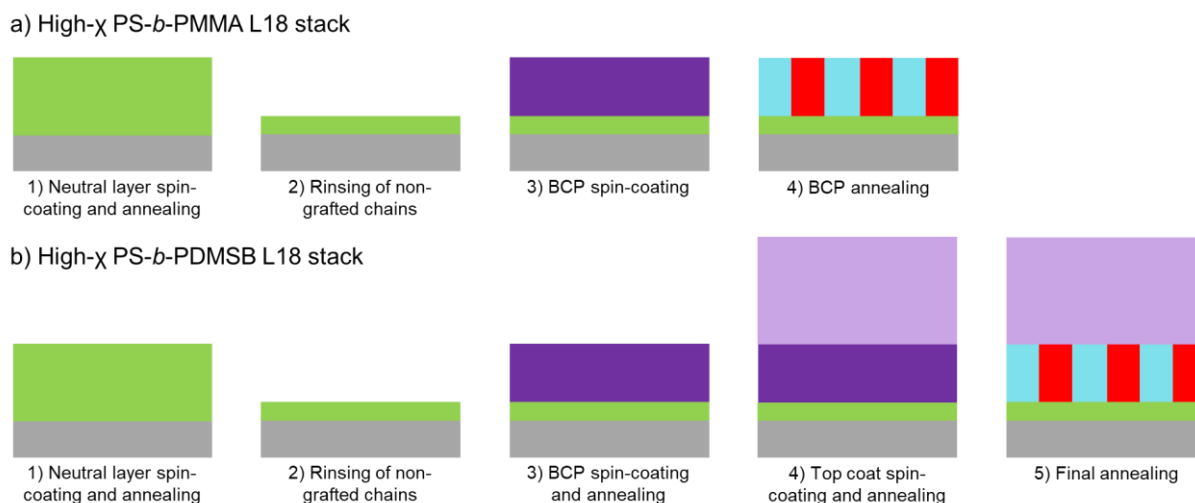 a) High-χ PS-b-PMMA L18 stack
1) Neutral layer spin-
coating and annealing
2) Rinsing of non-
grafted chains
3) BCP spin-coating
4) BCP annealing
b) High-χ PS-b-PDMSB L18 stack
1) Neutral layer spin-
coating and annealing
2) Rinsing of non-
grafted chains
3) BCP spin-coating
and annealing
4) Top coat spin-
coating and annealing
5) Final annealing